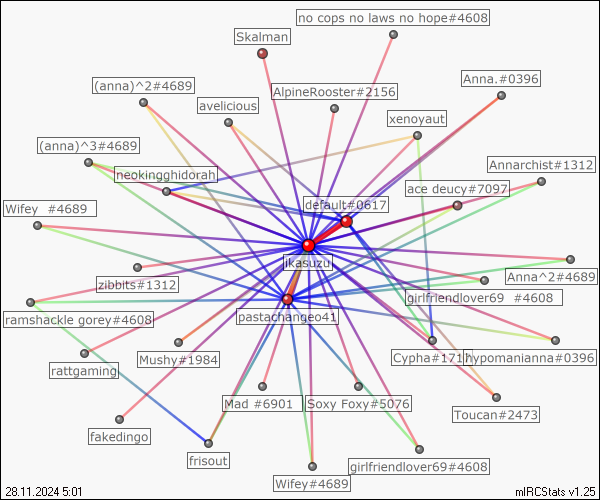 no cops no laws no hope#4608
Skalman
Anna.#0396
(anna)^2#4689
AlpineRooster#2156
avelicious
xenoyaut
(anna)^3#4689
Annarchist#1312
neokingghidorah
ace deucy#7097
default#0617
Wifey #4689
jkasuzu
Anna^2#4689
zibbits#1312
girlfriendlover69 #4608
pastachangeo41
ramshackle gorey#4608
Mushy#1984
Cypha#171
hypomanianna#0396
rattgaming
Mad #6901
Soxy Foxy#5076
Toucan#2473
fakedingo
frisout
girlfriendlover69#4608
Wifey#4689
28.11.2024 5:01
mIRCStats v1.25